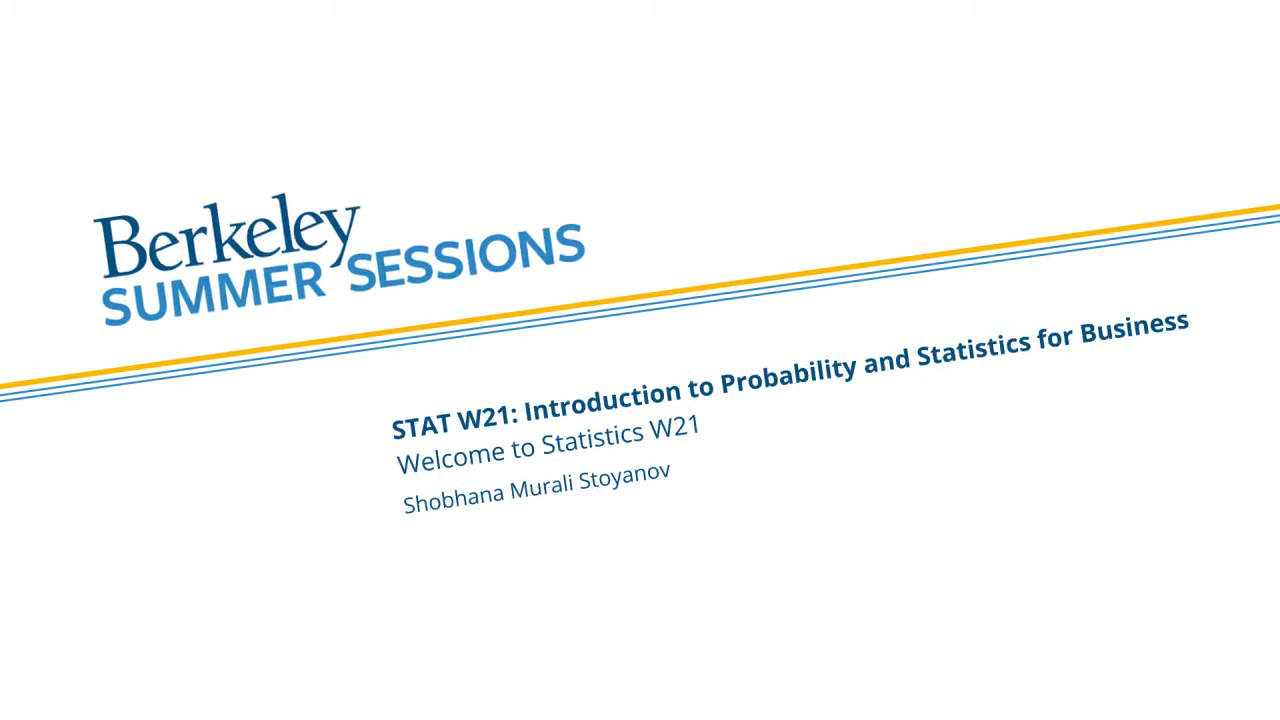 Berkeley
SUMMER SESSIONS
STAT W21: Introduction to Probability and Statistics for Business
Welcome to Statistics W21
Shobhana Murali Stoyanov